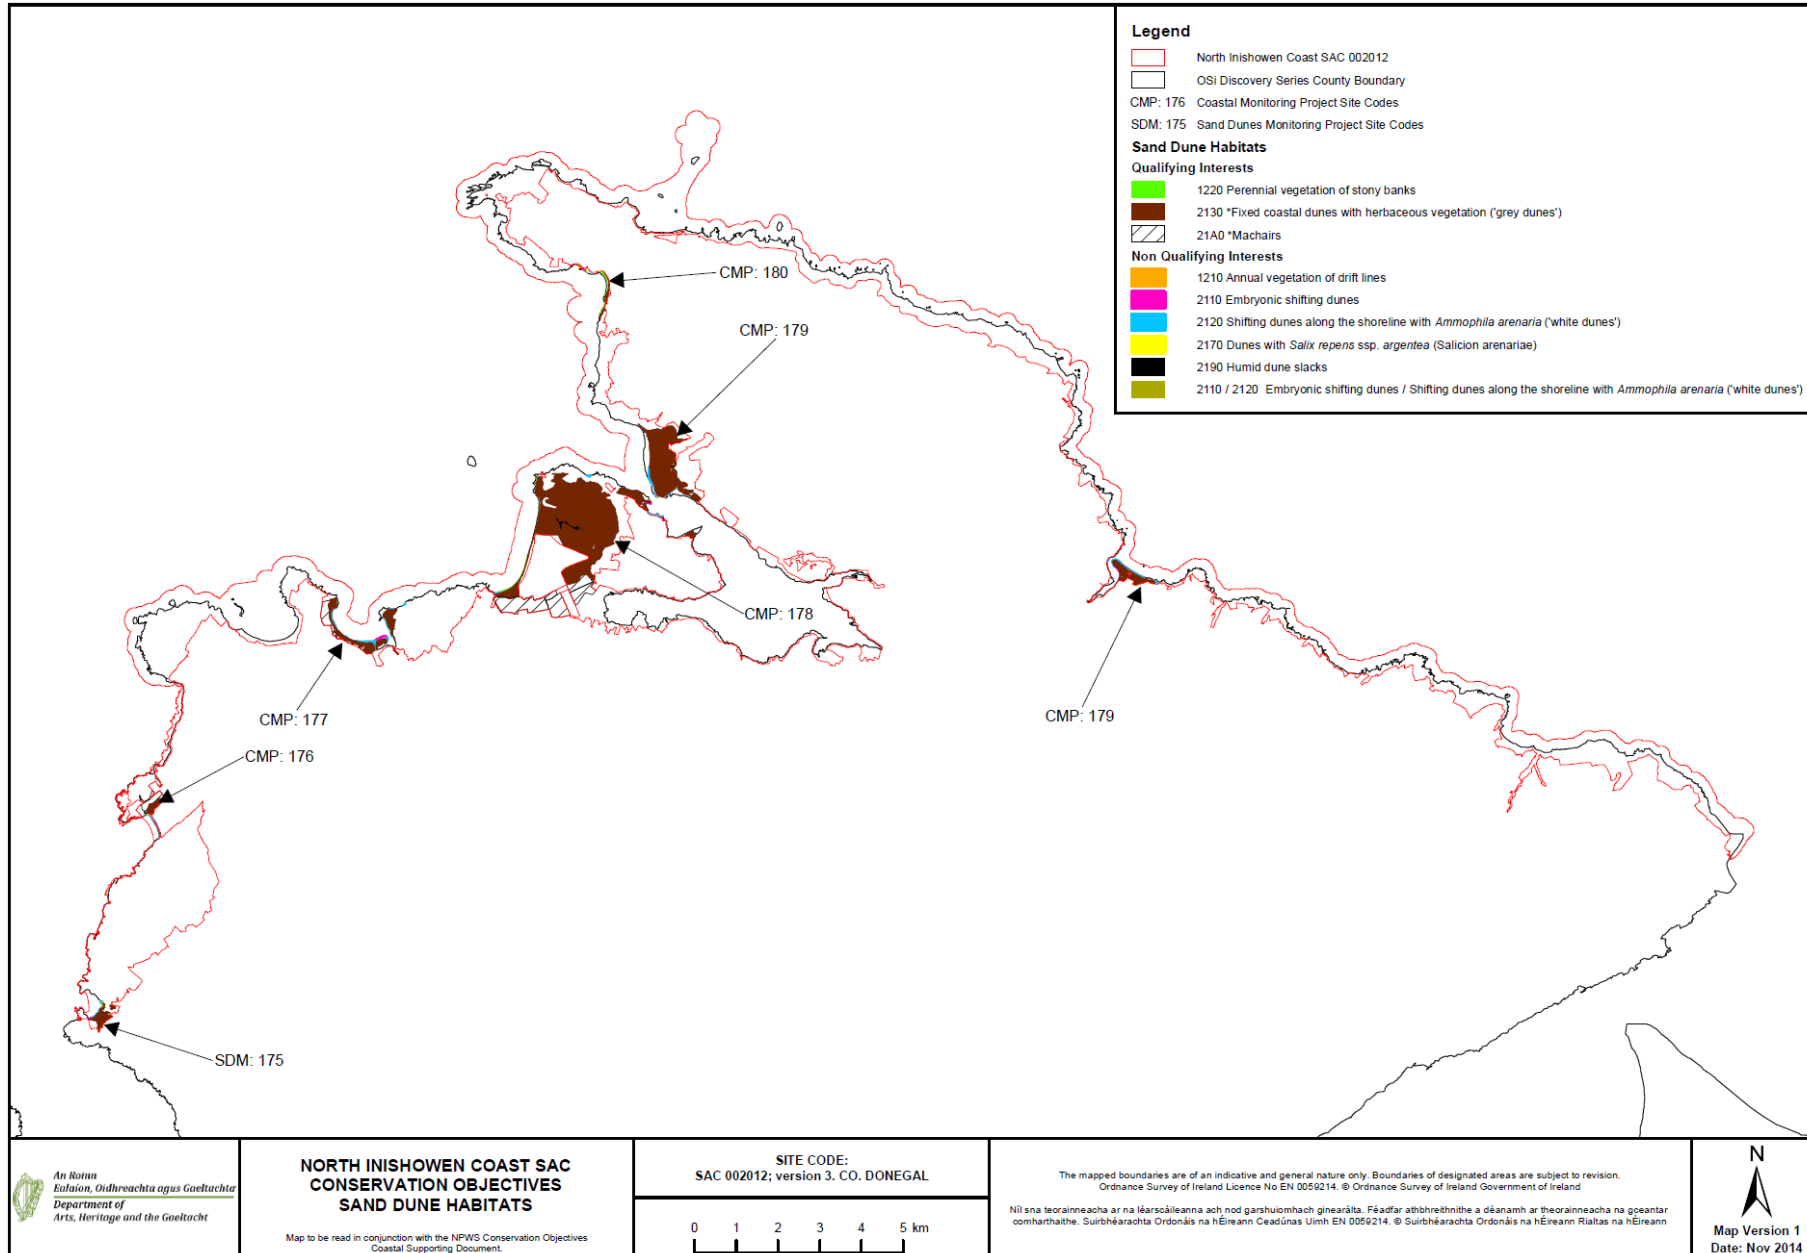 Legend
North Inishowen Coast SAC 002012
OSi Discovery Series County Boundary
CMP: 176 Coastal Monitoring Project Site Codes
SDM: 175 Sand Dunes Monitoring Project Site Codes
Sand Dune Habitats
Qualifying Interests
1220 Perennial vegetation of stony banks
2130 *Fixed coastal dunes with herbaceous vegetation ('grey dunes')
21A0 *Machairs
Non Qualifying Interests
1210 Annual vegetation of drift lines
2110 Embryonic shifting dunes
2120 Shifting dunes along the shoreline with Ammophila arenaria ('white dunes')
2170 Dunes with Salix repens ssp. argentea (Salicion arenariae)
2190 Humid dune slacks
2110 / 2120 Embryonic shifting dunes / Shifting dunes along the shoreline with Ammophila arenaria ('white dunes')
CMP: 180
CMP: 179
CMP: 178
CMP: 177
CMP: 179
CMP: 176
SDM: 175
An Roinn
Ealaíon, Oidhreachta agus Gaeltachta
Department of
Arts, Heritage and the Gaeltacht
NORTH INISHOWEN COAST SAC
CONSERVATION OBJECTIVES
SAND DUNE HABITATS
Map to be read in conjunction with the NPWS Conservation Objectives
Coastal Supporting Document.
SITE CODE:
SAC 002012; version 3. CO. DONEGAL
0 1 2 3 4 5 km
The mapped boundaries are of an indicative and general nature only. Boundaries of designated areas are subject to revision.
Ordnance Survey of Ireland Licence No EN 0059214. © Ordnance Survey of Ireland Government of Ireland
Níl sna teorainneacha ar na léarscáileanna ach nod garshuiomhach ginearálta. Féadfar athbhreithnithe a déanamh ar theorainneacha na gceantar
comharthaithe. Suirbhéarachta Ordonáis na hÉireann Ceadúnas Uimh EN 0059214. © Suirbhéarachta Ordonáis na hÉireann Rialtas na hÉireann
N
Map Version 1
Date: Nov 2014